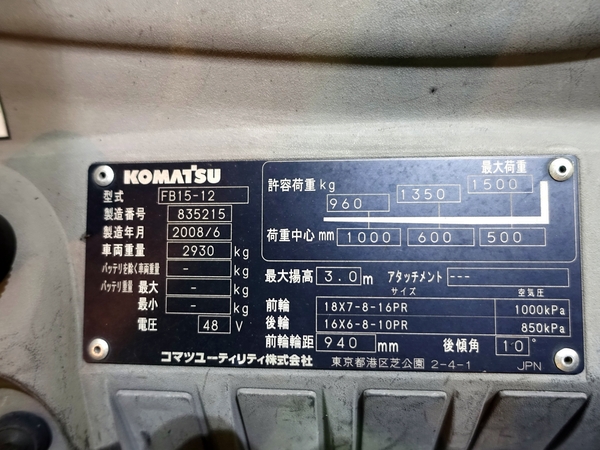 KOMATSU
型式 FB15-12
製造番号 835215
製造年月 2008/6
車両重量 2930 kg
バッテリを除く車両重量 - kg
バッテリ重量 最大 - kg
最小 - kg
電圧 48 V
最大荷重
許容荷重 kg 960 1350 1500
荷重中心 mm 1000 600 500
最大揚高 3.0 m アタッチメント ---
サイズ 空気圧
前輪 18X7-8-16PR 1000kPa
後輪 16X6-8-10PR 850kPa
前輪輪距 940 mm 後傾角 10°
コマツユーティリティ株式会社 東京都港区芝公園 2-4-1 JPN